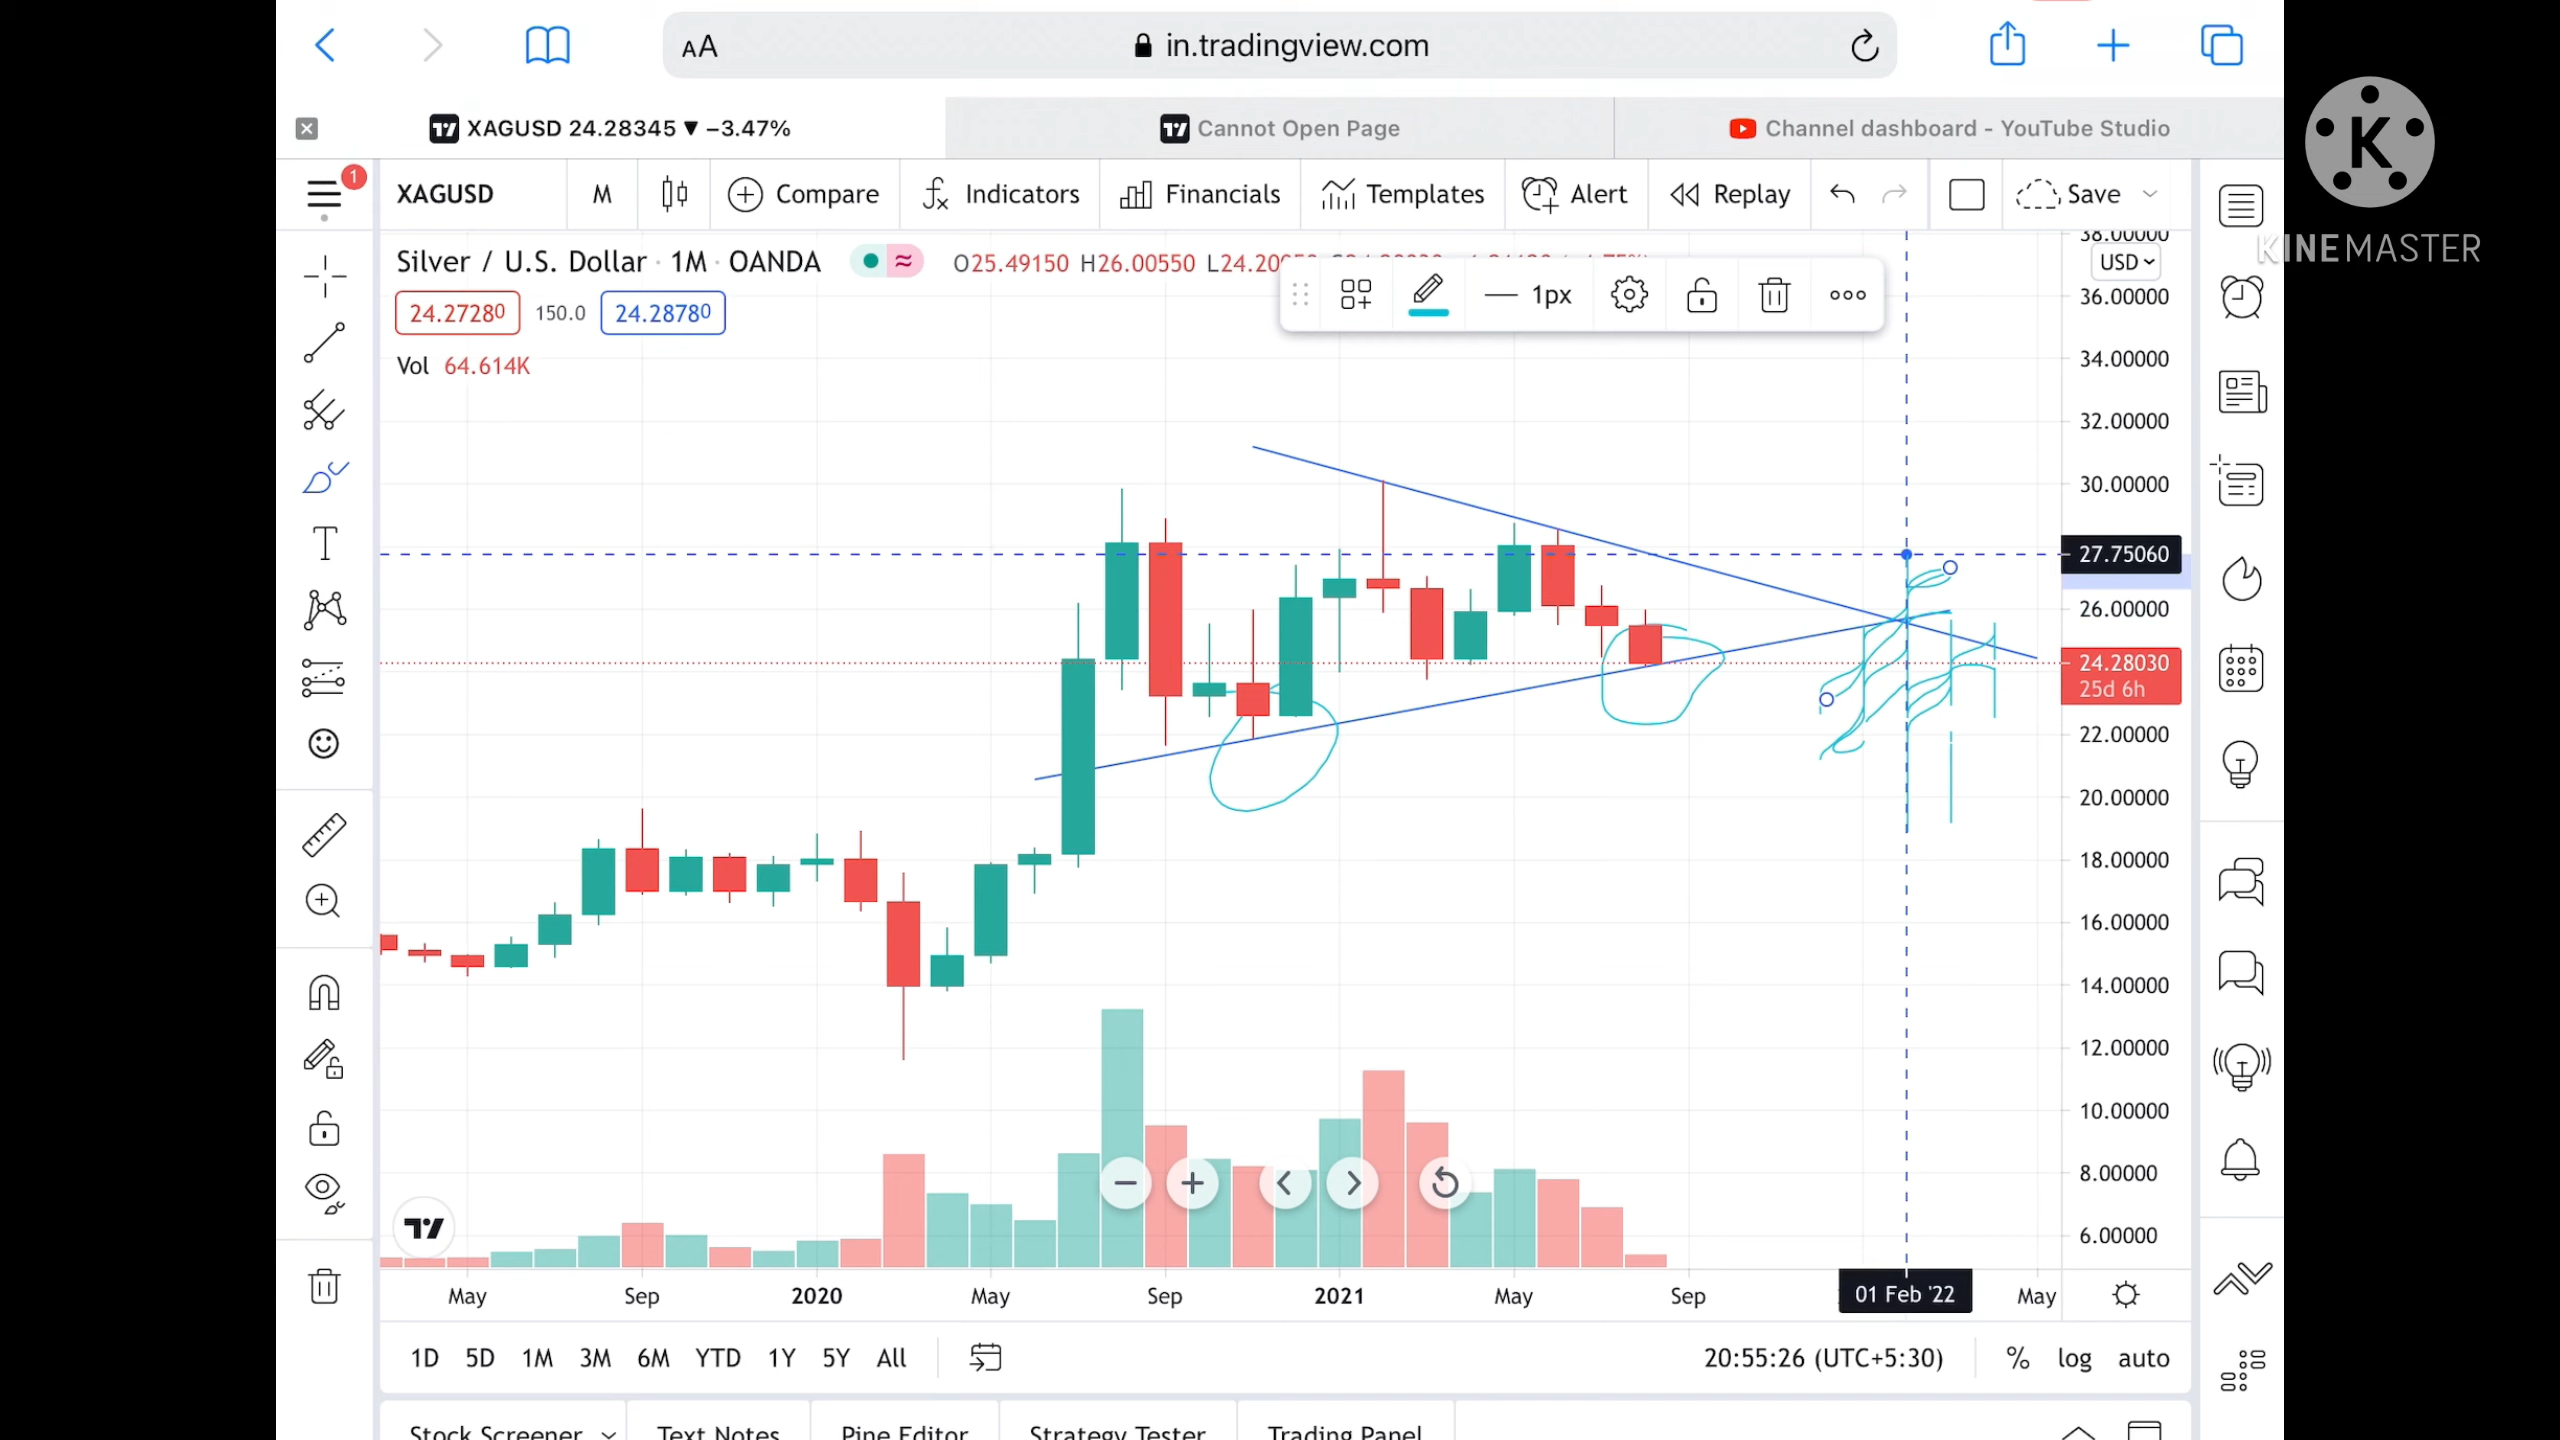 AA in.tradingview.com
XAGUSD 24.28345 ▼ −3.47%
Cannot Open Page
Channel dashboard - YouTube Studio
K
KINEMASTER
1
XAGUSD M Compare Indicators Financials Templates Alert Replay Save
Silver / U.S. Dollar · 1M · OANDA
O25.49150 H26.00550
USD
24.27280 150.0 24.28780
1px
Vol 64.614K
38.00000
36.00000
34.00000
32.00000
30.00000
27.75060
26.00000
24.28030
25d 6h
22.00000
20.00000
18.00000
16.00000
14.00000
12.00000
10.00000
8.00000
6.00000
May Sep 2020 May Sep 2021 May Sep 01 Feb '22 May
1D 5D 1M 3M 6M YTD 1Y 5Y All
20:55:26 (UTC+5:30) % log auto
Stock Screener Text Notes Pine Editor Strategy Tester Trading Panel